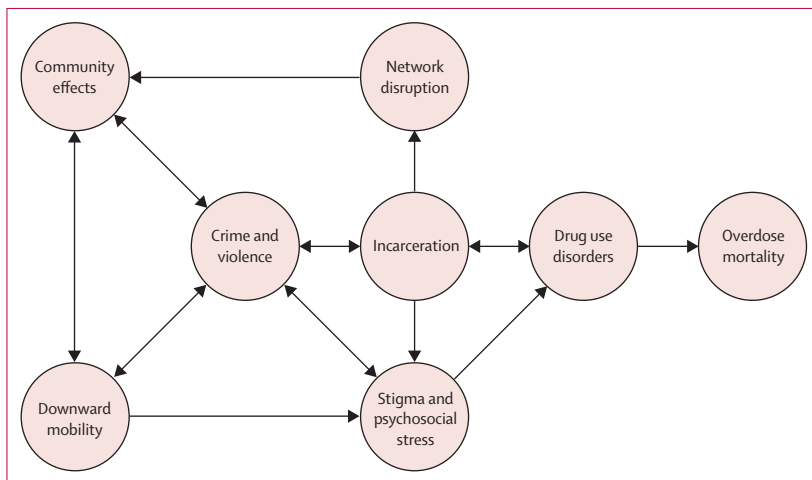 Community
effects
Network
disruption
Crime and
violence
Incarceration
Drug use
disorders
Overdose
mortality
Downward
mobility
Stigma and
psychosocial
stress